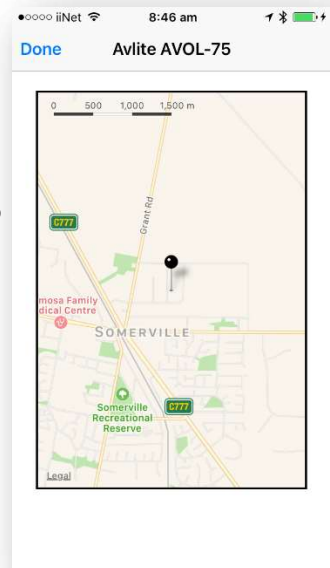 iiNet 8:46 am
Done Avlite AVOL-75
0 500 1,000 1,500 m
Grant Rd
C777
mosa Family
dical Centre
SOMERVILLE
C777
Somerville
Recreational
Reserve
Legal